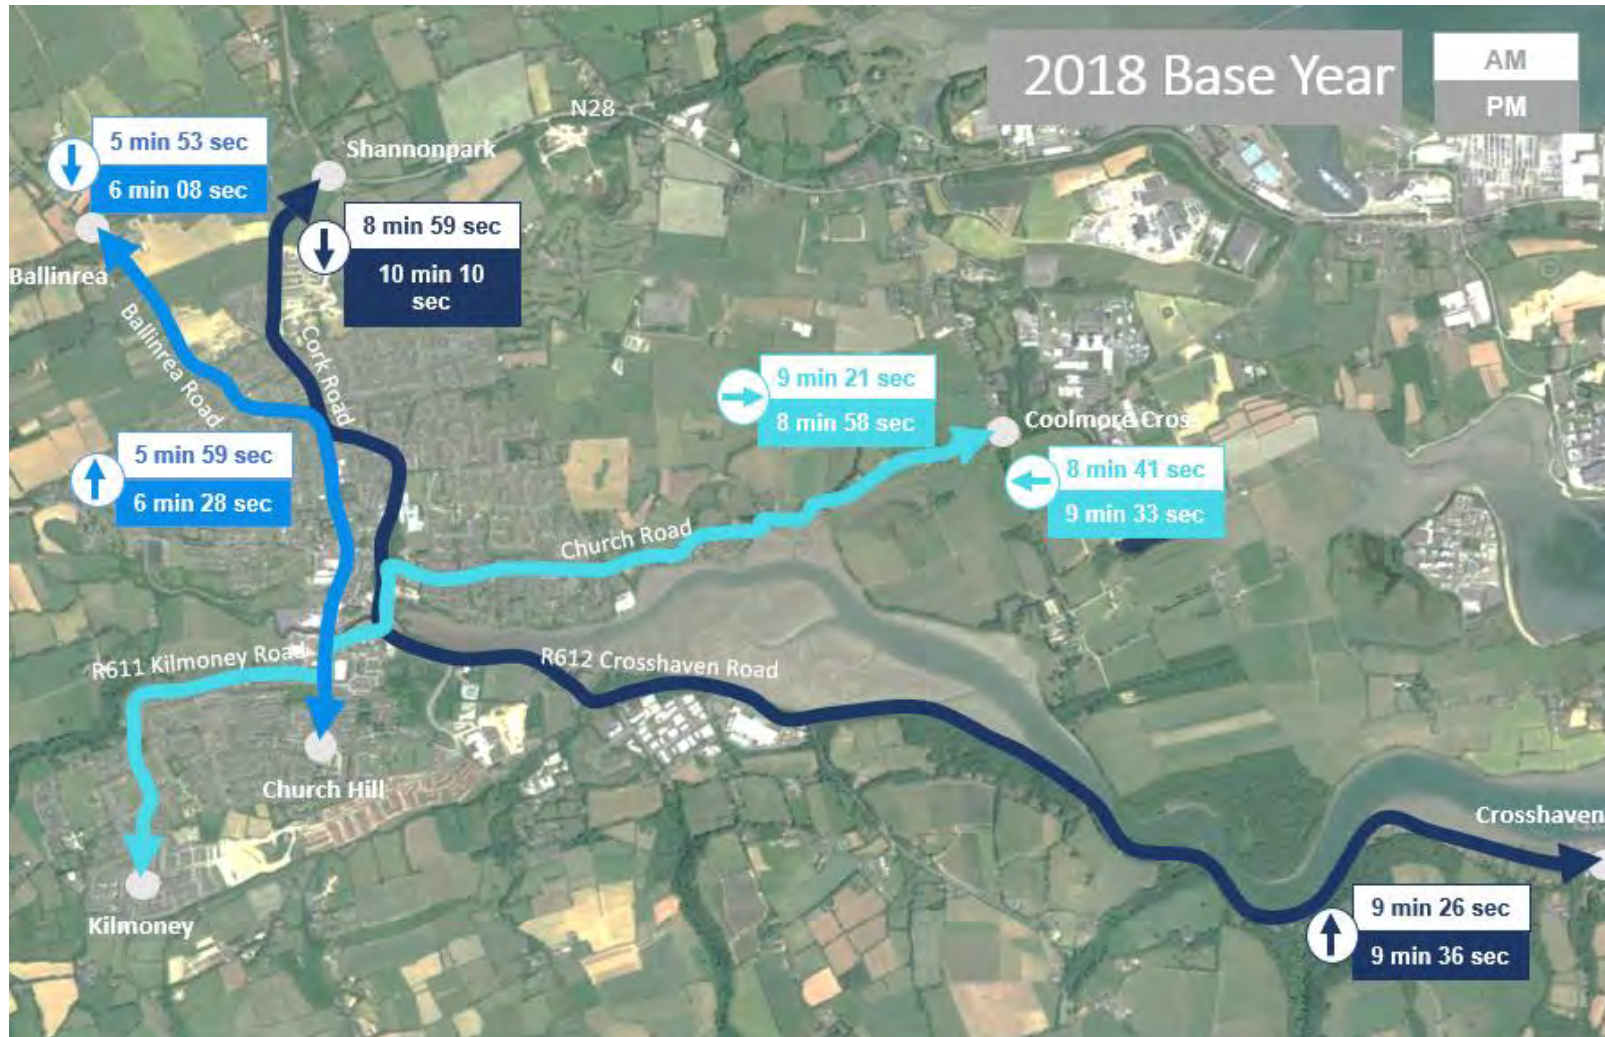 2018 Base Year
AM
PM
N28
5 min 53 sec
6 min 08 sec
Shannonpark
8 min 59 sec
10 min 10
sec
Ballinrea
Ballinrea Road
Cork Road
9 min 21 sec
8 min 58 sec
Coolmore Cross
5 min 59 sec
6 min 28 sec
8 min 41 sec
9 min 33 sec
Church Road
R611 Kilmoney Road
R612 Crosshaven Road
Church Hill
Crosshaven
Kilmoney
9 min 26 sec
9 min 36 sec